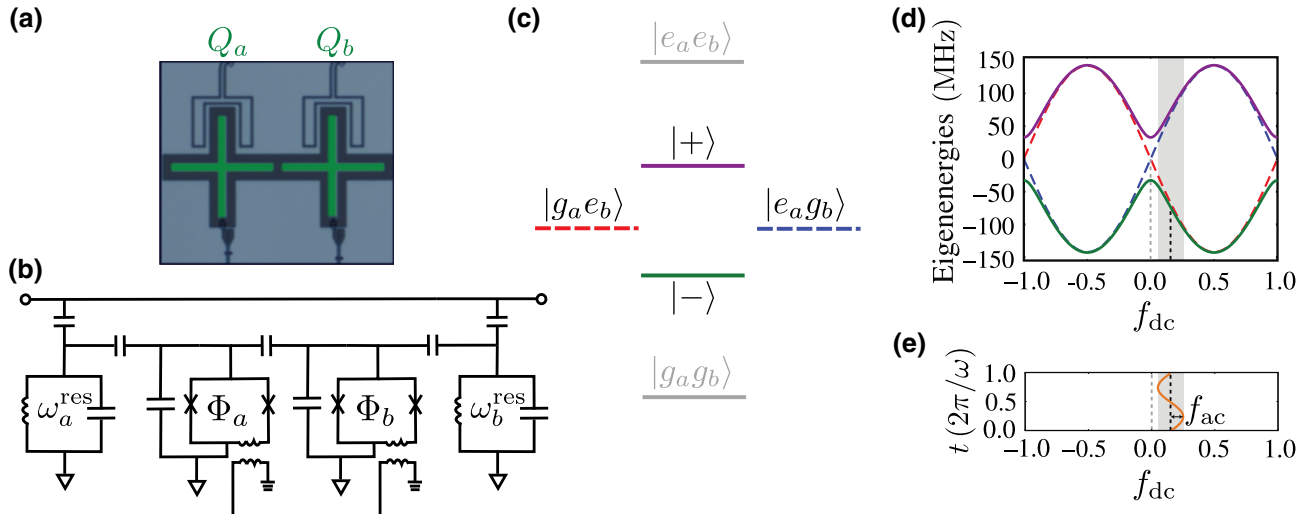 (a)
Q_a Q_b
(b)
ω_a^res Φ_a Φ_b ω_b^res
(c)
|e_a e_b⟩
|+⟩
|g_a e_b⟩ |e_a g_b⟩
|−⟩
|g_a g_b⟩
(d)
Eigenenergies (MHz)
150
100
50
0
−50
−100
−150
−1.0 -0.5 0.0 0.5 1.0
f_dc
(e)
t (2π/ω)
1.0
0.5
0.0
f_ac
−1.0 −0.5 0.0 0.5 1.0
f_dc